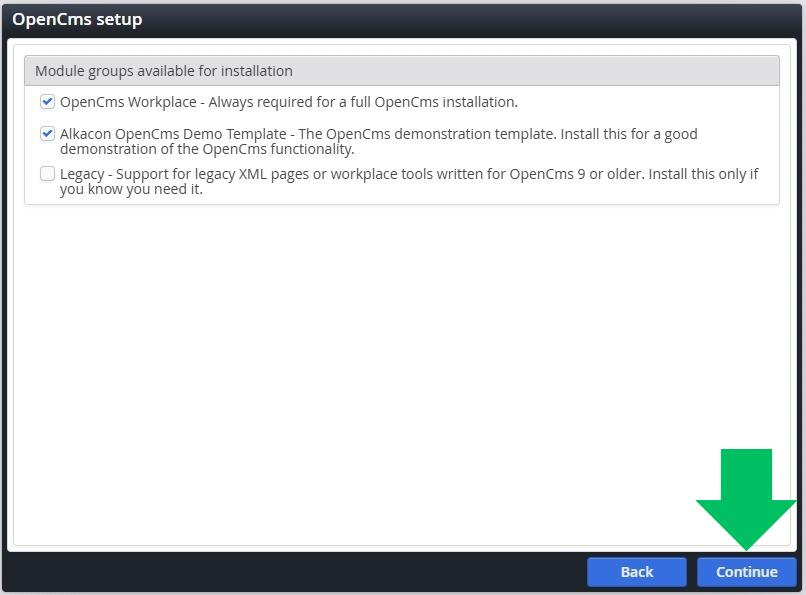 OpenCms setup
Module groups available for installation
OpenCms Workplace - Always required for a full OpenCms installation.
Alkacon OpenCms Demo Template - The OpenCms demonstration template. Install this for a good
demonstration of the OpenCms functionality.
Legacy - Support for legacy XML pages or workplace tools written for OpenCms 9 or older. Install this only if
you know you need it.
Back
Continue